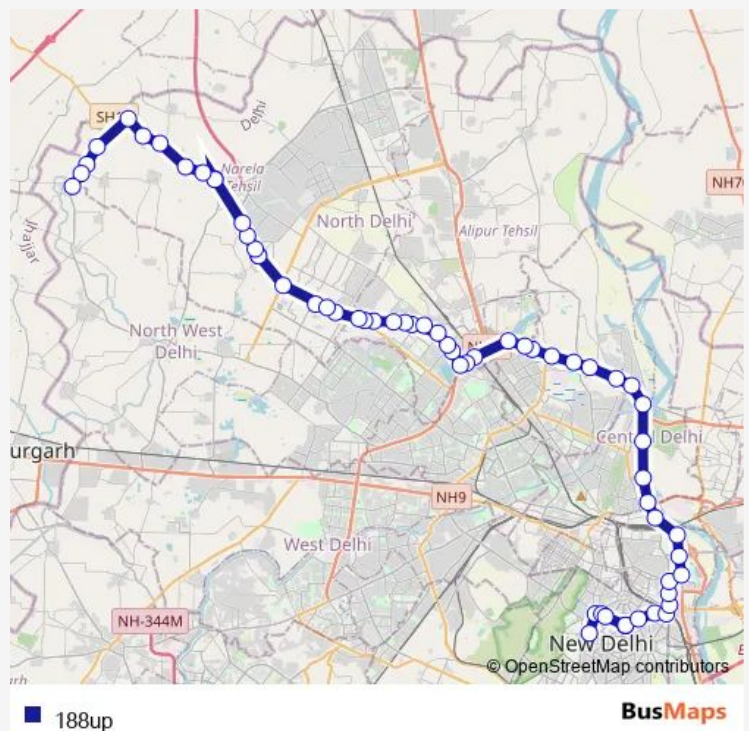 SH1
Delhi
Narela
Tehsil
NH70
North Delhi
Alipur Tehsil
Jhajjar
North West
Delhi
Central Delhi
urgarh
NH9
West Delhi
NH-344M
New Delhi
© OpenStreetMap contributors
188up
BusMaps